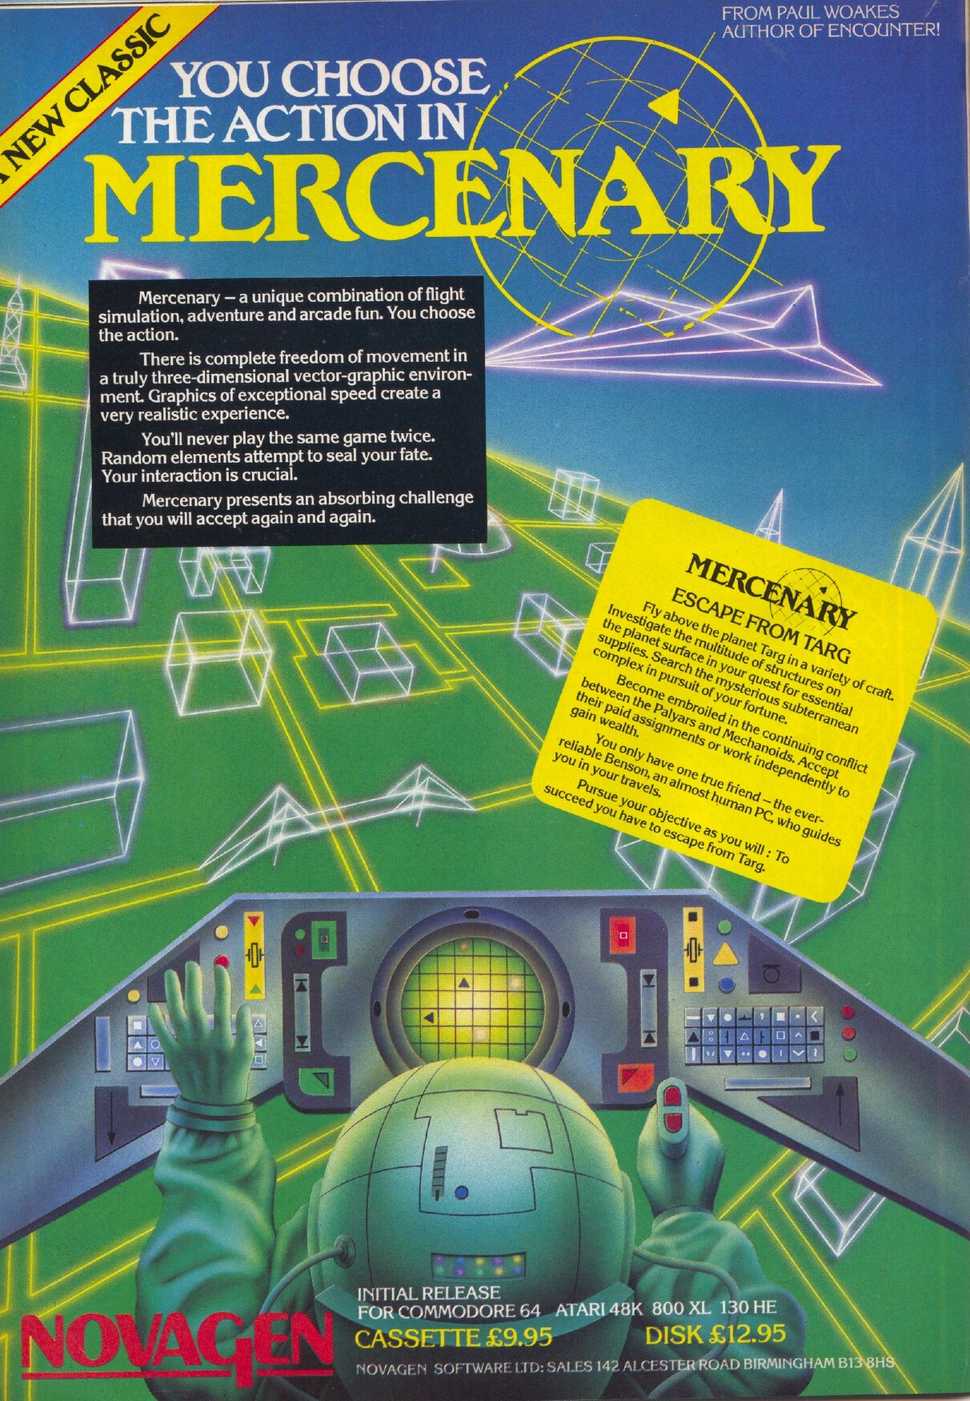 FROM PAUL WOAKES
AUTHOR OF ENCOUNTER!
A NEW CLASSIC
YOU CHOOSE
THE ACTION IN
MERCENARY
Mercenary – a unique combination of flight
simulation, adventure and arcade fun. You choose
the action.
There is complete freedom of movement in
a truly three-dimensional vector-graphic environ-
ment. Graphics of exceptional speed create a
very realistic experience.
You'll never play the same game twice.
Random elements attempt to seal your fate.
Your interaction is crucial.
Mercenary presents an absorbing challenge
that you will accept again and again.
MERCENARY
ESCAPE FROM TARG
Fly above the planet Targ in a variety of craft.
Investigate the multitude of structures on
the planet surface in your quest for essential
supplies. Search the mysterious subterranean
complex in pursuit of your fortune.
Become embroiled in the continuing conflict
between the Palyars and Mechanoids. Accept
their paid assignments or work independently to
gain wealth.
You only have one true friend – the ever-
reliable Benson, an almost human PC, who guides
you in your travels.
Pursue your objective as you will : To
succeed you have to escape from Targ.
INITIAL RELEASE
FOR COMMODORE 64 ATARI 48K 800 XL 130 HE
CASSETTE £9.95 DISK £12.95
NOVAGEN
NOVAGEN SOFTWARE LTD: SALES 142 ALCESTER ROAD BIRMINGHAM B13 8HS